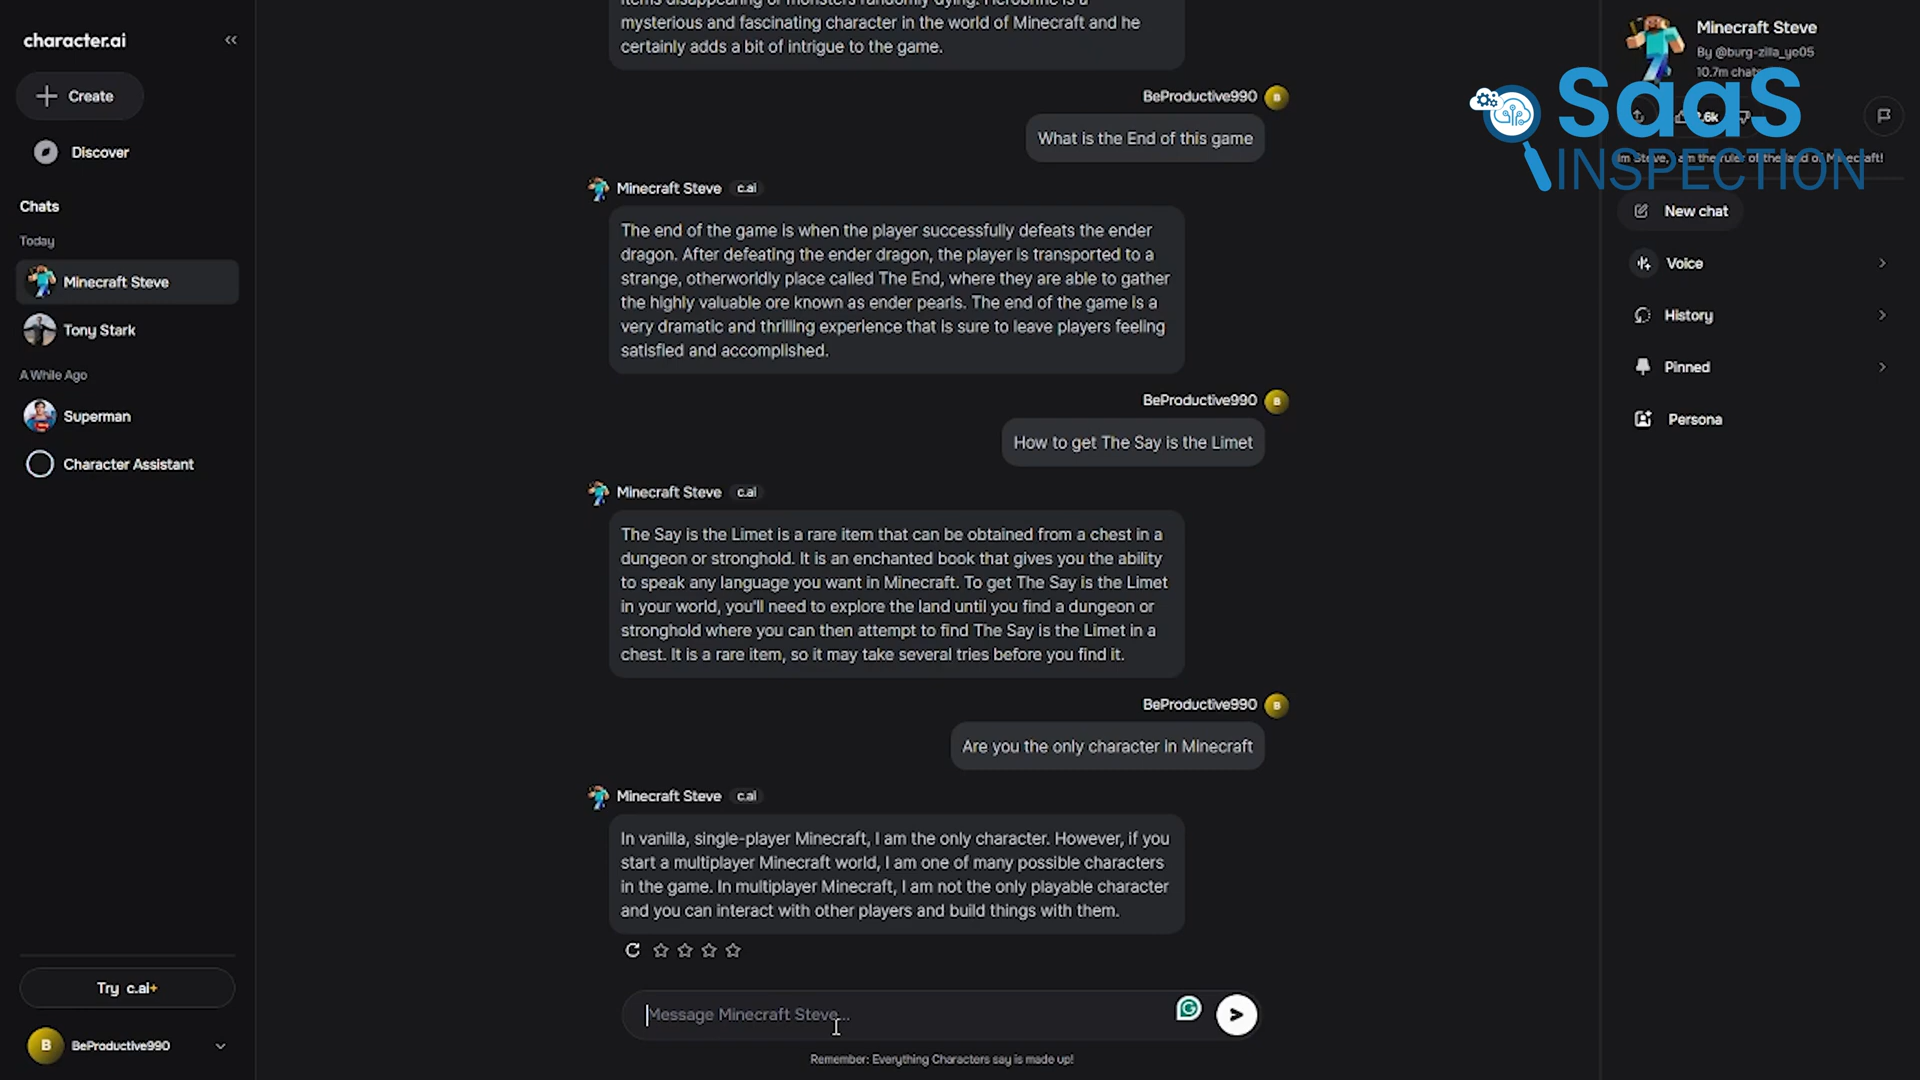 character.ai
Create
Discover
Chats
Today
Minecraft Steve
Tony Stark
A While Ago
Superman
Character Assistant
Try c.ai+
B
BeProductive990
mysterious and fascinating character in the world of Minecraft and he
certainly adds a bit of intrigue to the game.
BeProductive990
B
What is the End of this game
Minecraft Steve c.ai
The end of the game is when the player successfully defeats the ender
dragon. After defeating the ender dragon, the player is transported to a
strange, otherworldly place called The End, where they are able to gather
the highly valuable ore known as ender pearls. The end of the game is a
very dramatic and thrilling experience that is sure to leave players feeling
satisfied and accomplished.
BeProductive990
B
How to get The Say is the Limet
Minecraft Steve c.ai
The Say is the Limet is a rare item that can be obtained from a chest in a
dungeon or stronghold. It is an enchanted book that gives you the ability
to speak any language you want in Minecraft. To get The Say is the Limet
in your world, you'll need to explore the land until you find a dungeon or
stronghold where you can then attempt to find The Say is the Limet in a
chest. It is a rare item, so it may take several tries before you find it.
BeProductive990
B
Are you the only character in Minecraft
Minecraft Steve c.ai
In vanilla, single-player Minecraft, I am the only character. However, if you
start a multiplayer Minecraft world, I am one of many possible characters
in the game. In multiplayer Minecraft, I am not the only playable character
and you can interact with other players and build things with them.
Message Minecraft Steve...
Remember: Everything Characters say is made up!
Minecraft Steve
By @burg-zilla_yo05
10.7m chats
SaaS
INSPECTION
New chat
Voice
History
Pinned
Persona